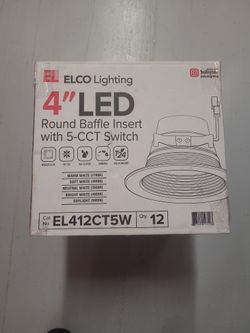 EL ELCO Lighting
4" LED
Round Baffle Insert
with 5-CCT Switch
WARM WHITE (2700K)
SOFT WHITE (3000K)
NEUTRAL WHITE (3500K)
BRIGHT WHITE (4000K)
DAYLIGHT (5000K)
Cat. No. EL412CT5W Qty. 12